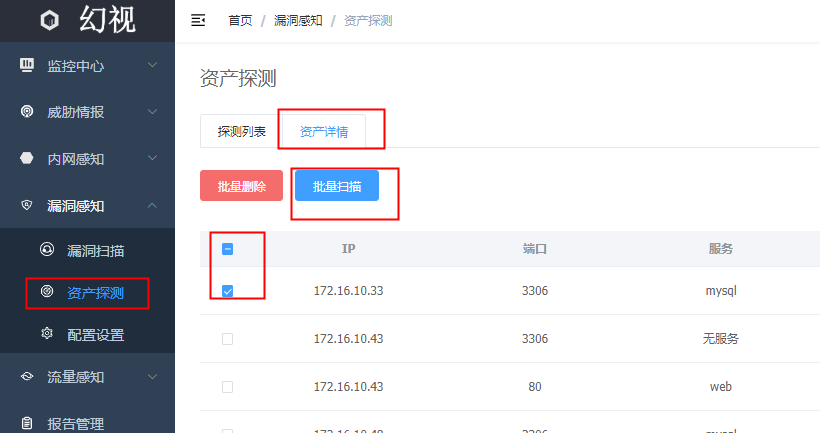 幻视
首页 / 漏洞感知 / 资产探测
监控中心
威胁情报
内网感知
漏洞感知
漏洞扫描
资产探测
配置设置
流量感知
报告管理
资产探测
探测列表 资产详情
批量删除 批量扫描
IP 端口 服务
172.16.10.33 3306 mysql
172.16.10.43 3306 无服务
172.16.10.43 80 web